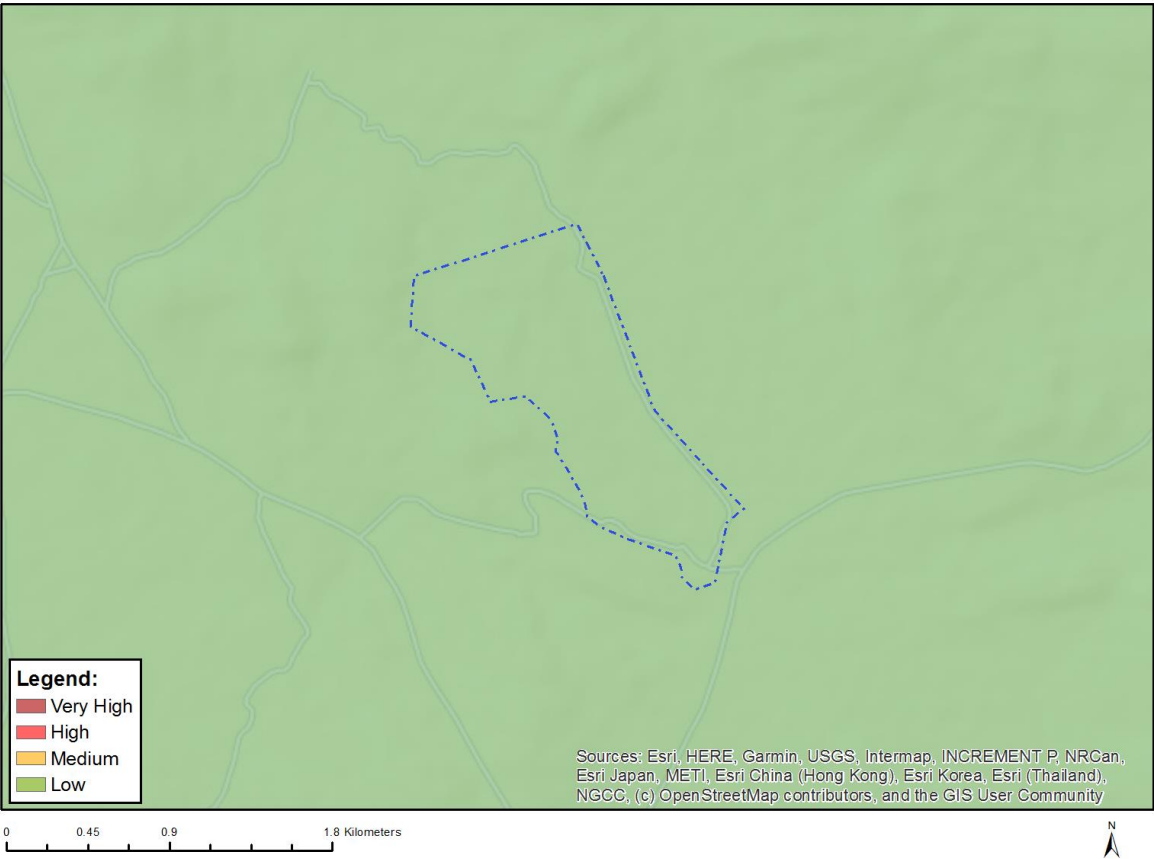 Legend:
Very High
High
Medium
Low
Sources: Esri, HERE, Garmin, USGS, Intermap, INCREMENT P, NRCan,
Esri Japan, METI, Esri China (Hong Kong), Esri Korea, Esri (Thailand),
NGCC, (c) OpenStreetMap contributors, and the GIS User Community
0 0.45 0.9 1.8 Kilometers
N